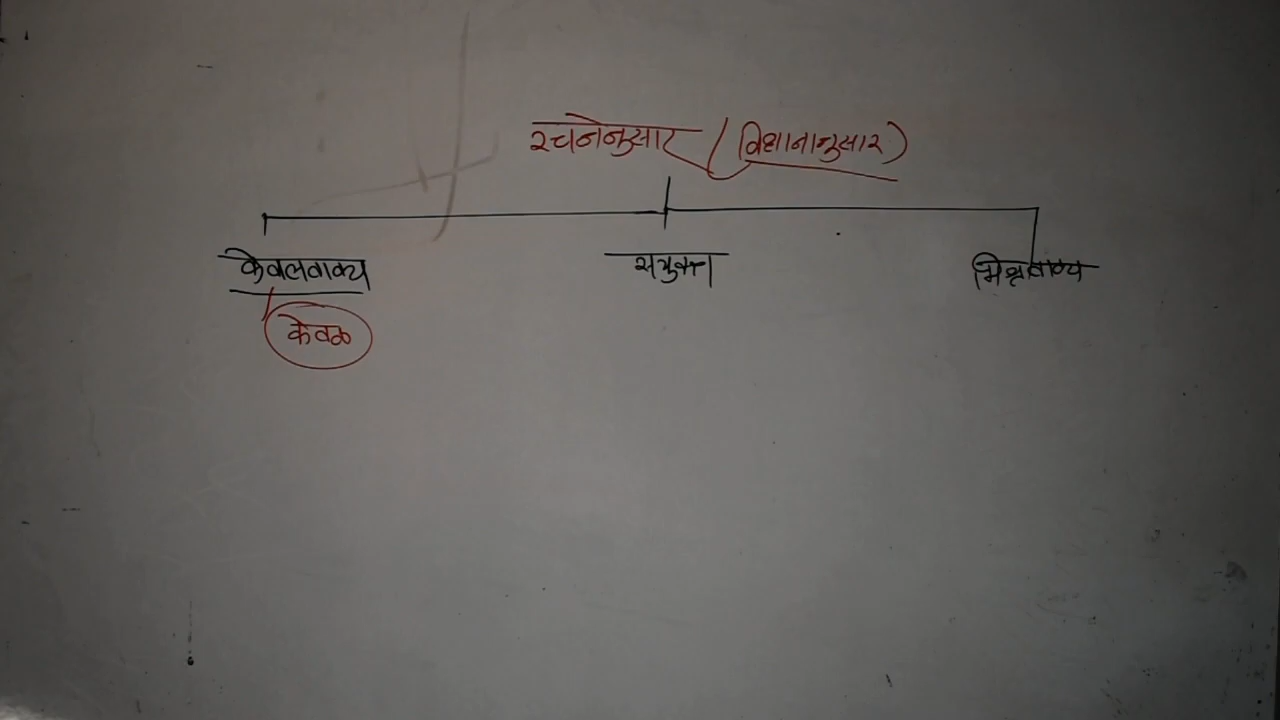 रचनेनुसार (विधानानुसार)
केवलवाक्य संयुक्त मिश्रवाक्य
केवळ